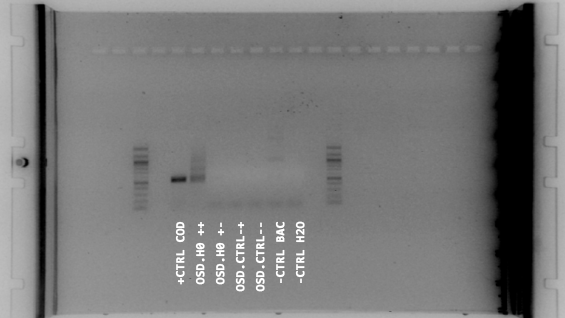 +CTRL COD
OSD.H0 ++
OSD.H0 +-
OSD.CTRL-+
OSD.CTRL--
-CTRL BAC
-CTRL H2O